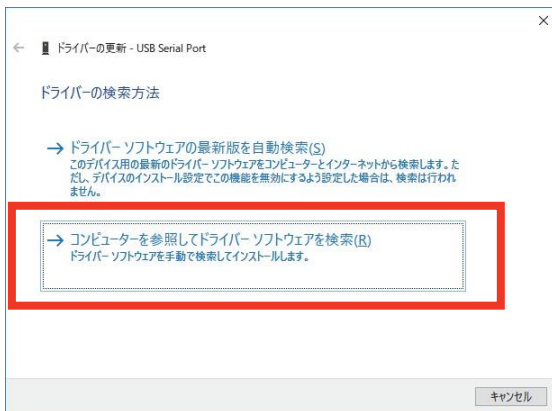 ドライバーの更新 - USB Serial Port
ドライバーの検索方法
ドライバー ソフトウェアの最新版を自動検索(S)
このデバイス用の最新のドライバー ソフトウェアをコンピューターとインターネットから検索します。た
だし、デバイスのインストール設定でこの機能を無効にするよう設定した場合は、検索は行われ
ません。
コンピューターを参照してドライバー ソフトウェアを検索(R)
ドライバー ソフトウェアを手動で検索してインストールします。
キャンセル